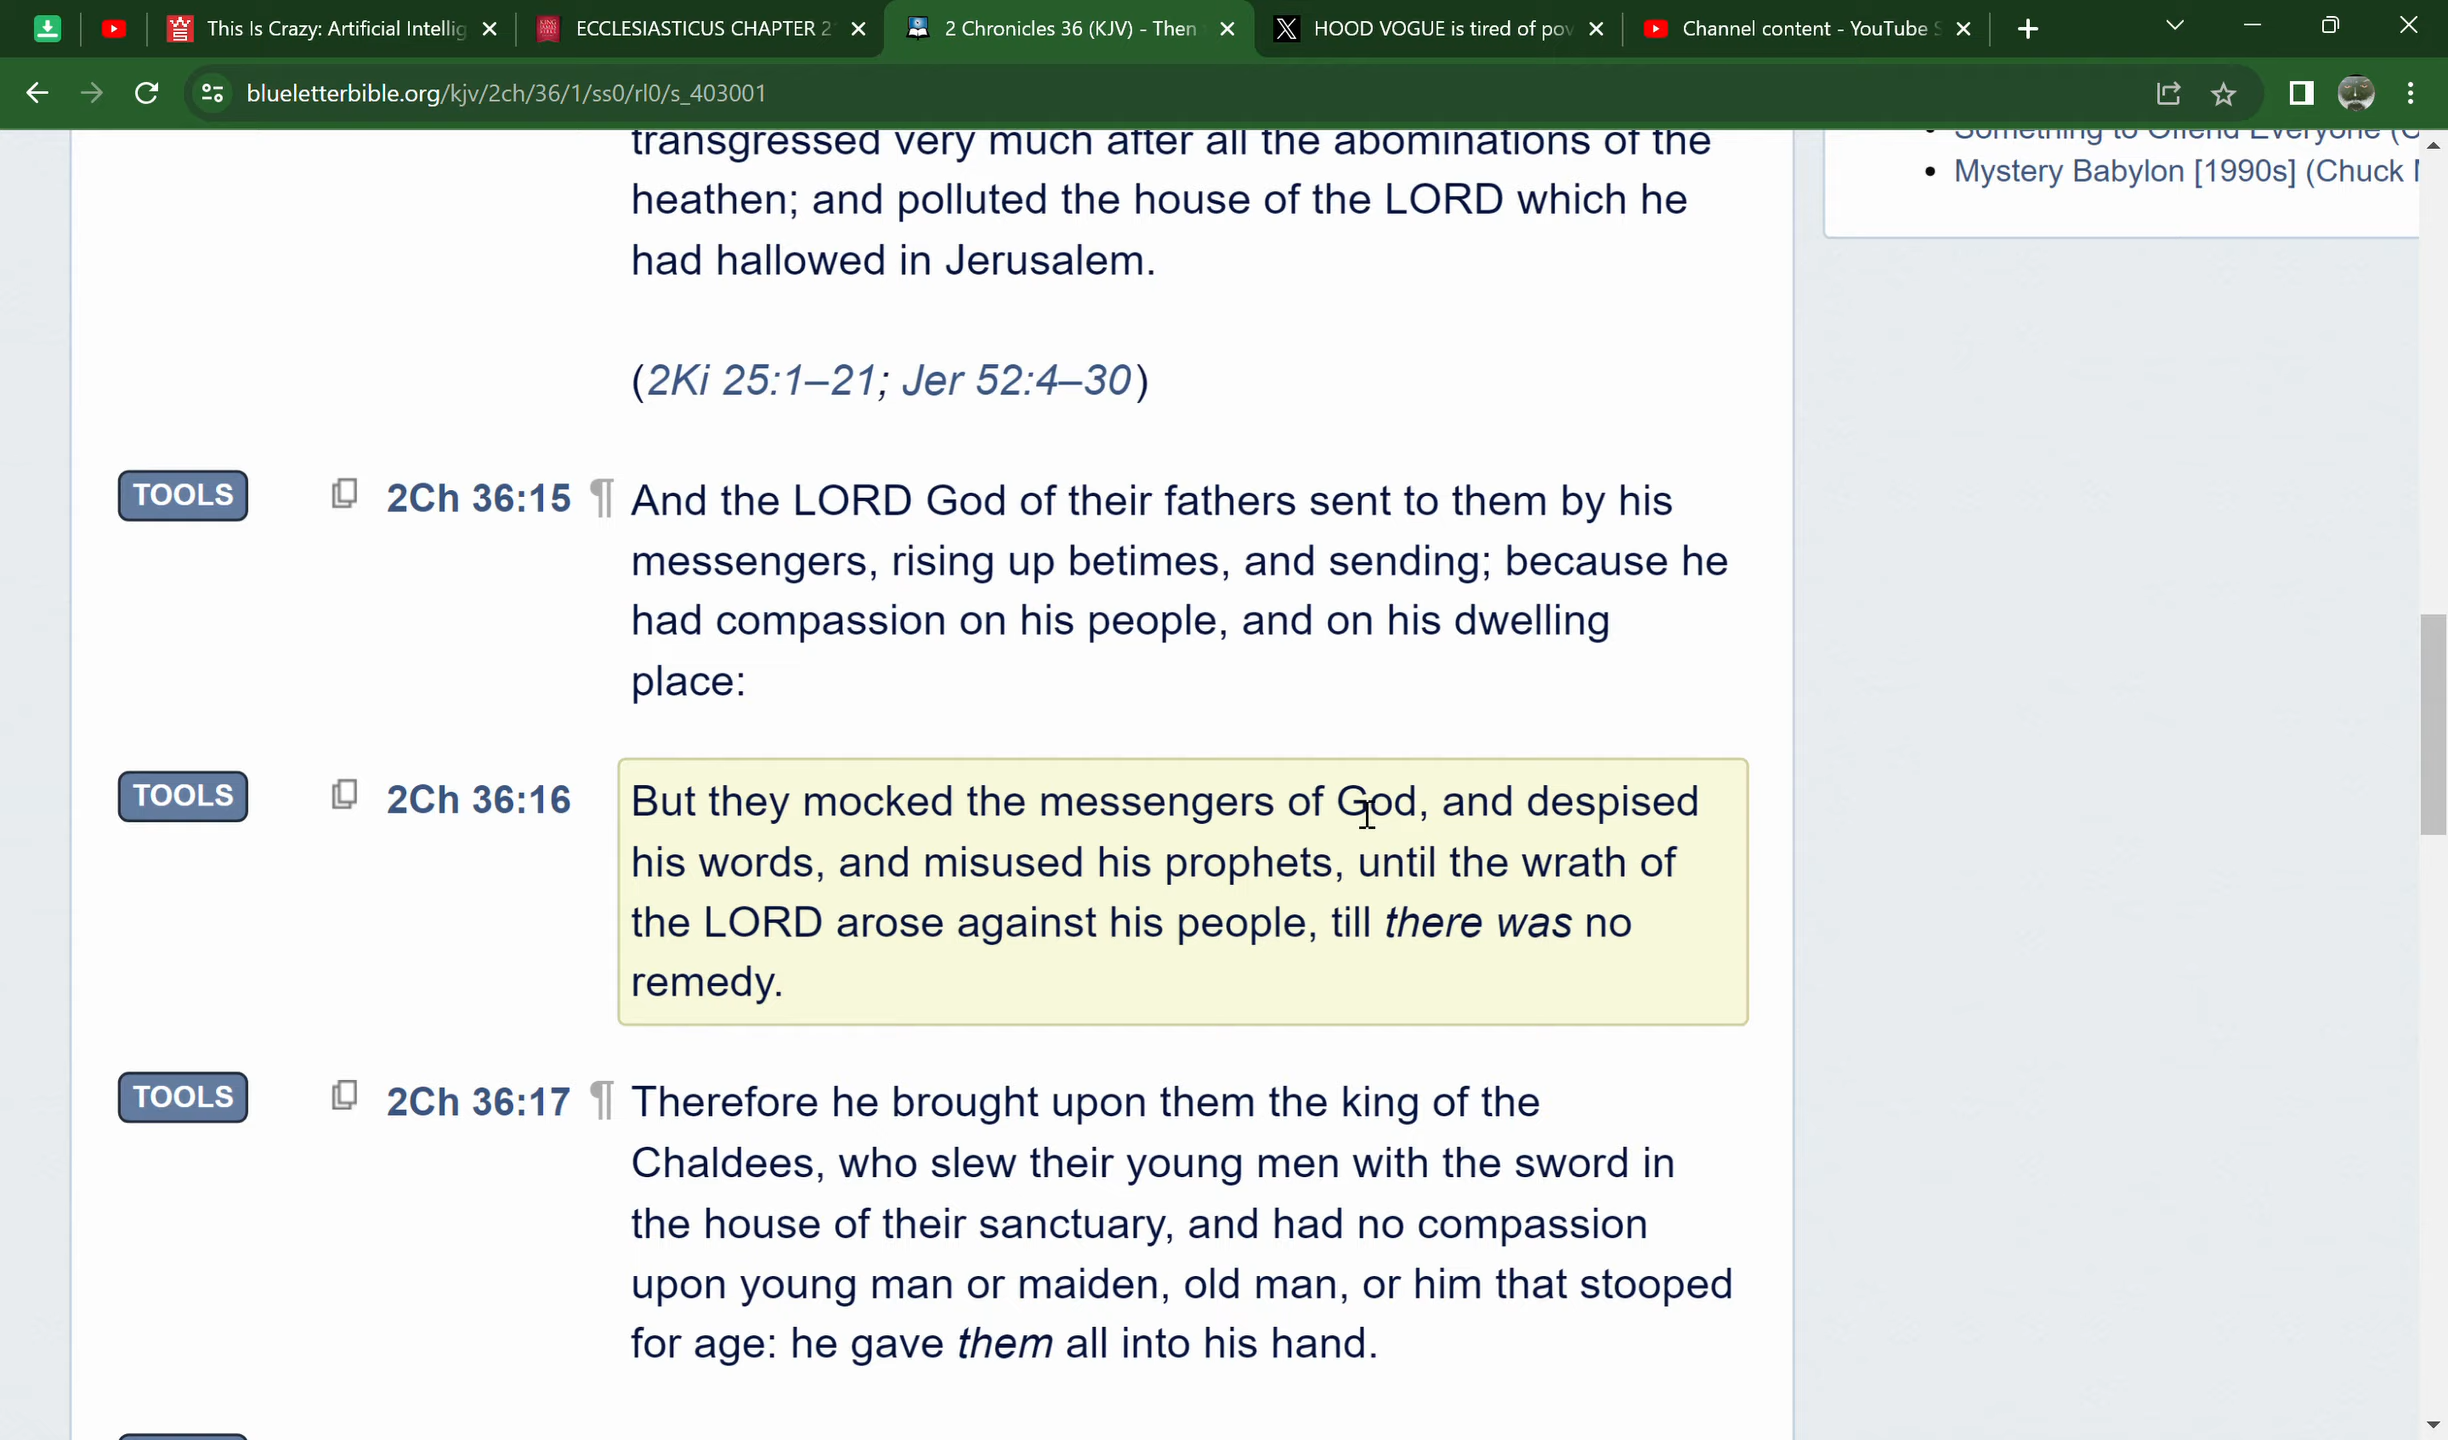 This Is Crazy: Artificial Intellig
ECCLESIASTICUS CHAPTER 2
2 Chronicles 36 (KJV) - Then
HOOD VOGUE is tired of pov
Channel content - YouTube S
blueletterbible.org/kjv/2ch/36/1/ss0/rl0/s_403001
transgressed very much after all the abominations of the
heathen; and polluted the house of the LORD which he
had hallowed in Jerusalem.
(2Ki 25:1–21; Jer 52:4–30)
TOOLS 2Ch 36:15 ¶ And the LORD God of their fathers sent to them by his
messengers, rising up betimes, and sending; because he
had compassion on his people, and on his dwelling
place:
TOOLS 2Ch 36:16 But they mocked the messengers of God, and despised
his words, and misused his prophets, until the wrath of
the LORD arose against his people, till there was no
remedy.
TOOLS 2Ch 36:17 ¶ Therefore he brought upon them the king of the
Chaldees, who slew their young men with the sword in
the house of their sanctuary, and had no compassion
upon young man or maiden, old man, or him that stooped
for age: he gave them all into his hand.
Something to Offend Everyone (C
• Mystery Babylon [1990s] (Chuck